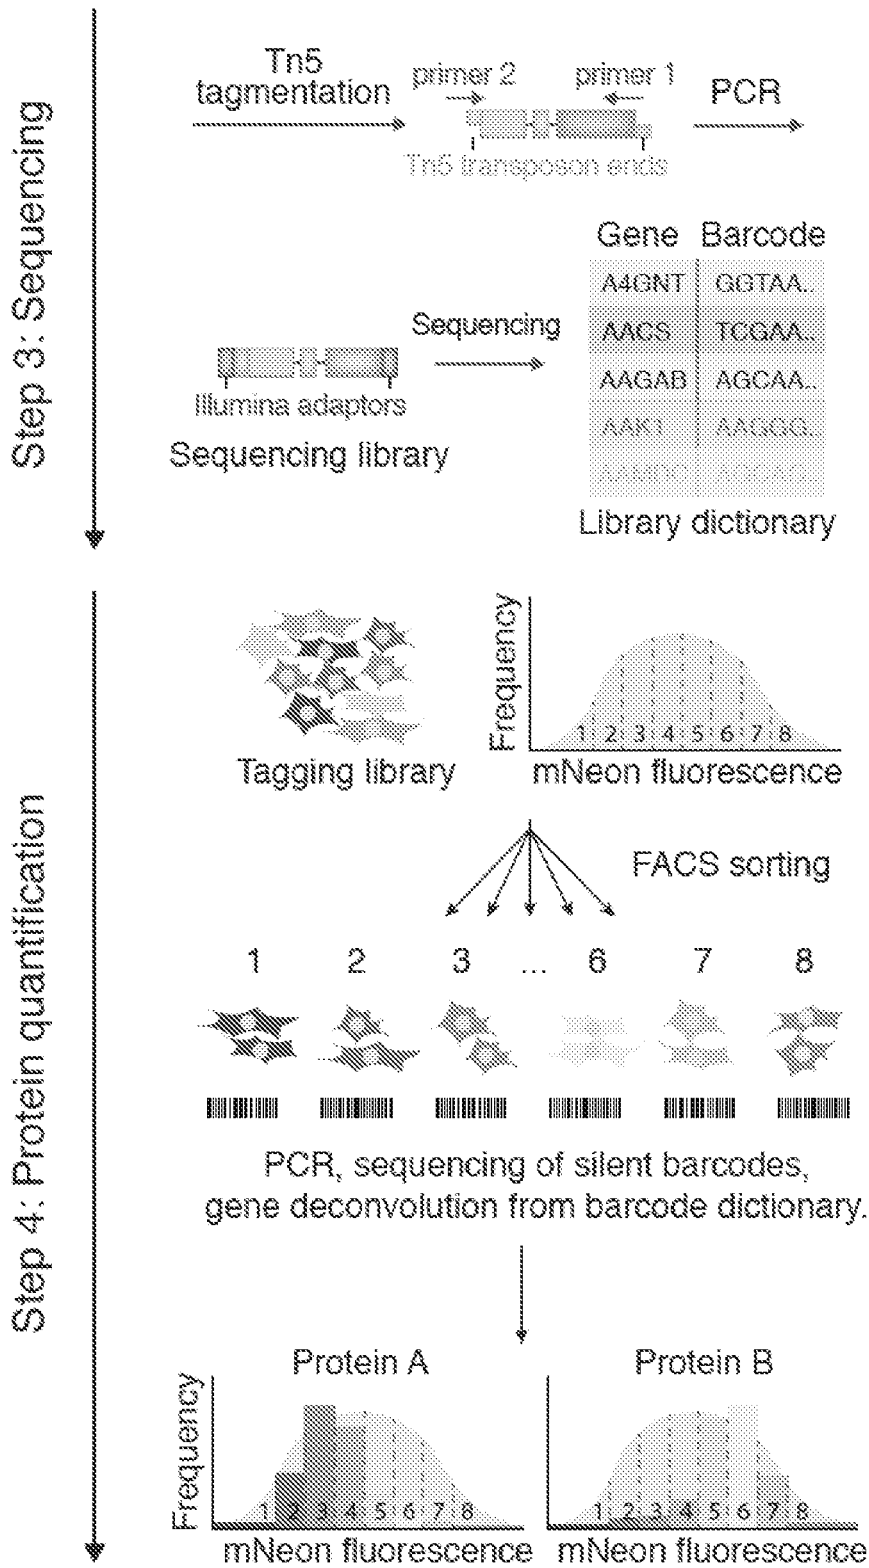 Step 3: Sequencing
Tn5
tagmentation
primer 2
primer 1
PCR
Tn5 transposon ends
Gene Barcode
A4GNT GGTAA..
AACS TCGAA..
AAGAB AGCAA..
AAK1 AAGGG..
Sequencing
Illumina adaptors
Sequencing library
Library dictionary
Step 4: Protein quantification
Frequency
1 2 3 4 5 6 7 8
Tagging library
mNeon fluorescence
FACS sorting
1 2 3 ... 6 7 8
PCR, sequencing of silent barcodes,
gene deconvolution from barcode dictionary.
Protein A
Protein B
Frequency
1 2 3 4 5 6 7 8
1 2 3 4 5 6 7 8
mNeon fluorescence
mNeon fluorescence